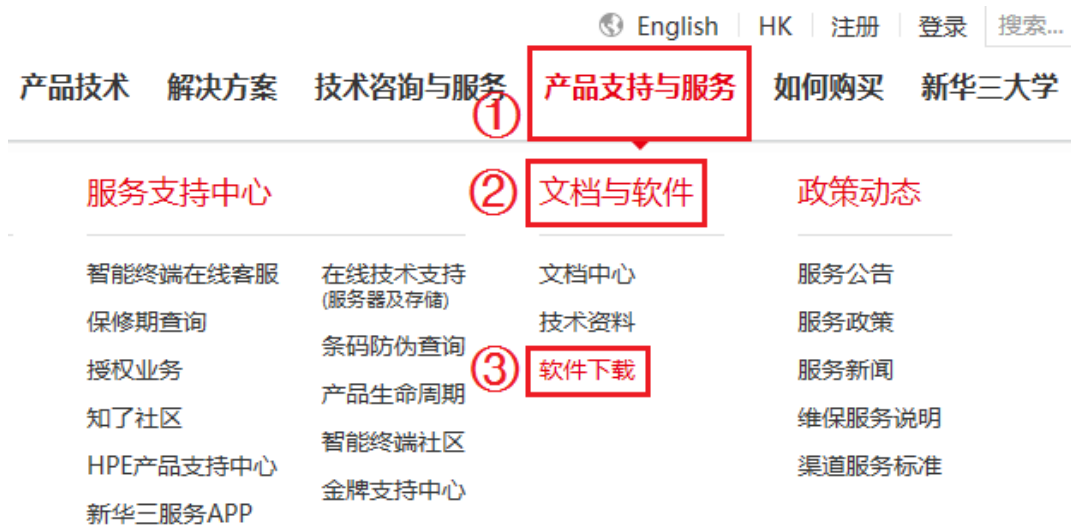 English HK 注册 登录 搜索...
产品技术 解决方案 技术咨询与服务 产品支持与服务 如何购买 新华三大学
①
服务支持中心 ② 文档与软件 政策动态
智能终端在线客服 在线技术支持 文档中心 服务公告
(服务器及存储)
保修期查询 技术资料 服务政策
条码防伪查询
授权业务 ③ 软件下载 服务新闻
产品生命周期
知了社区 维保服务说明
智能终端社区
HPE产品支持中心 渠道服务标准
金牌支持中心
新华三服务APP